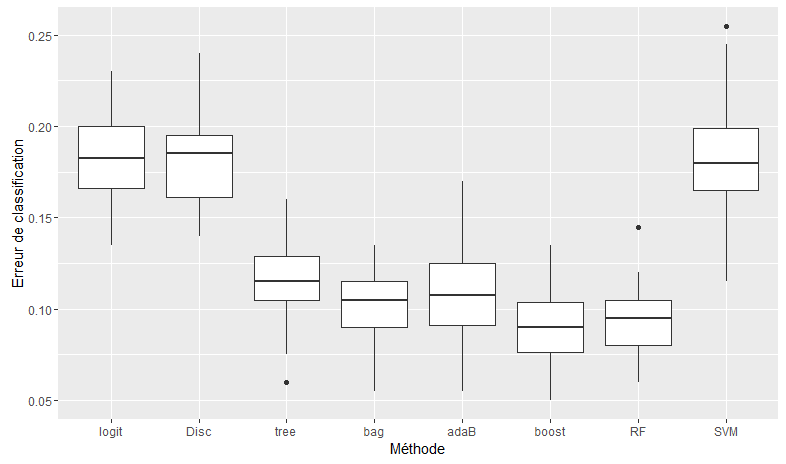 0.25
0.20
0.15
0.10
0.05
Erreur de classification
logit Disc tree bag adaB boost RF SVM
Méthode